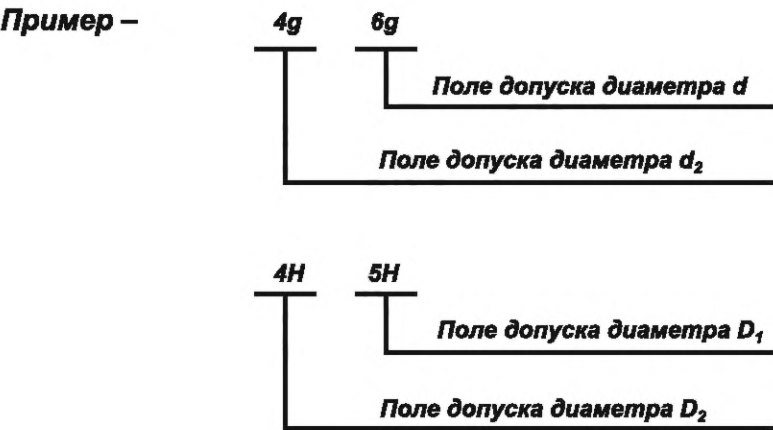 Пример – 4g 6g
Поле допуска диаметра d
Поле допуска диаметра d₂
4H 5H
Поле допуска диаметра D₁
Поле допуска диаметра D₂